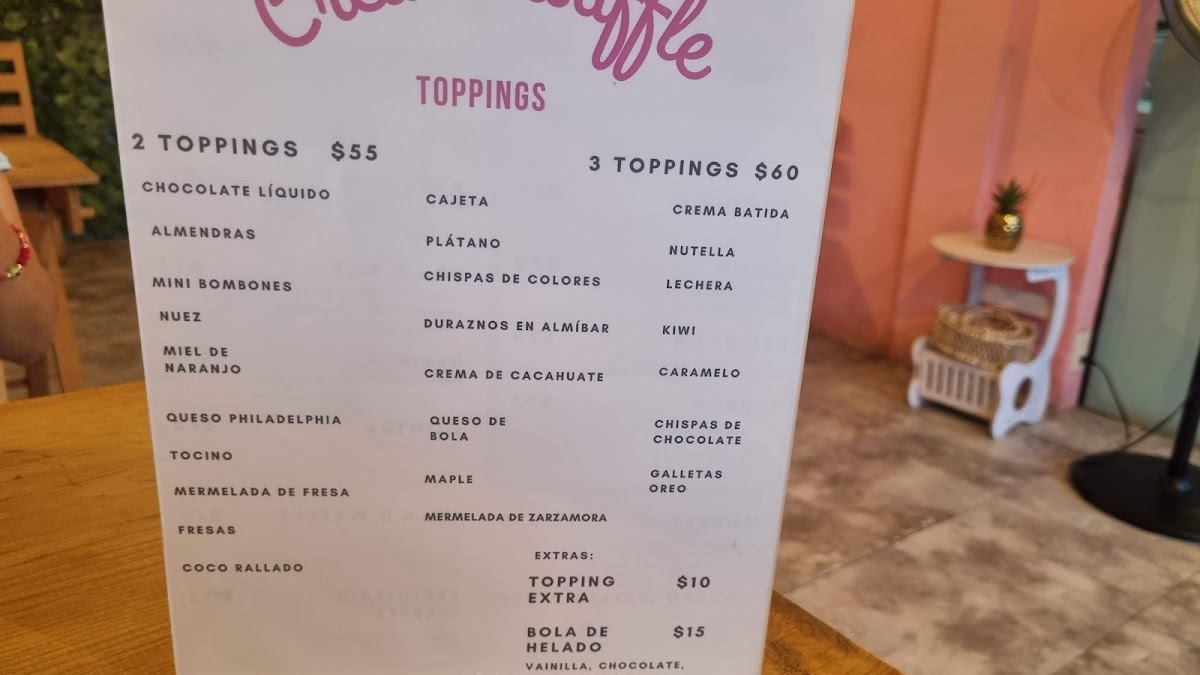 TOPPINGS
2 TOPPINGS $55
3 TOPPINGS $60
CHOCOLATE LÍQUIDO
ALMENDRAS
MINI BOMBONES
NUEZ
MIEL DE
NARANJO
QUESO PHILADELPHIA
TOCINO
MERMELADA DE FRESA
FRESAS
COCO RALLADO
CAJETA
PLÁTANO
CHISPAS DE COLORES
DURAZNOS EN ALMÍBAR
CREMA DE CACAHUATE
QUESO DE
BOLA
MAPLE
MERMELADA DE ZARZAMORA
CREMA BATIDA
NUTELLA
LECHERA
KIWI
CARAMELO
CHISPAS DE
CHOCOLATE
GALLETAS
OREO
EXTRAS:
TOPPING $10
EXTRA
BOLA DE $15
HELADO
VAINILLA, CHOCOLATE,